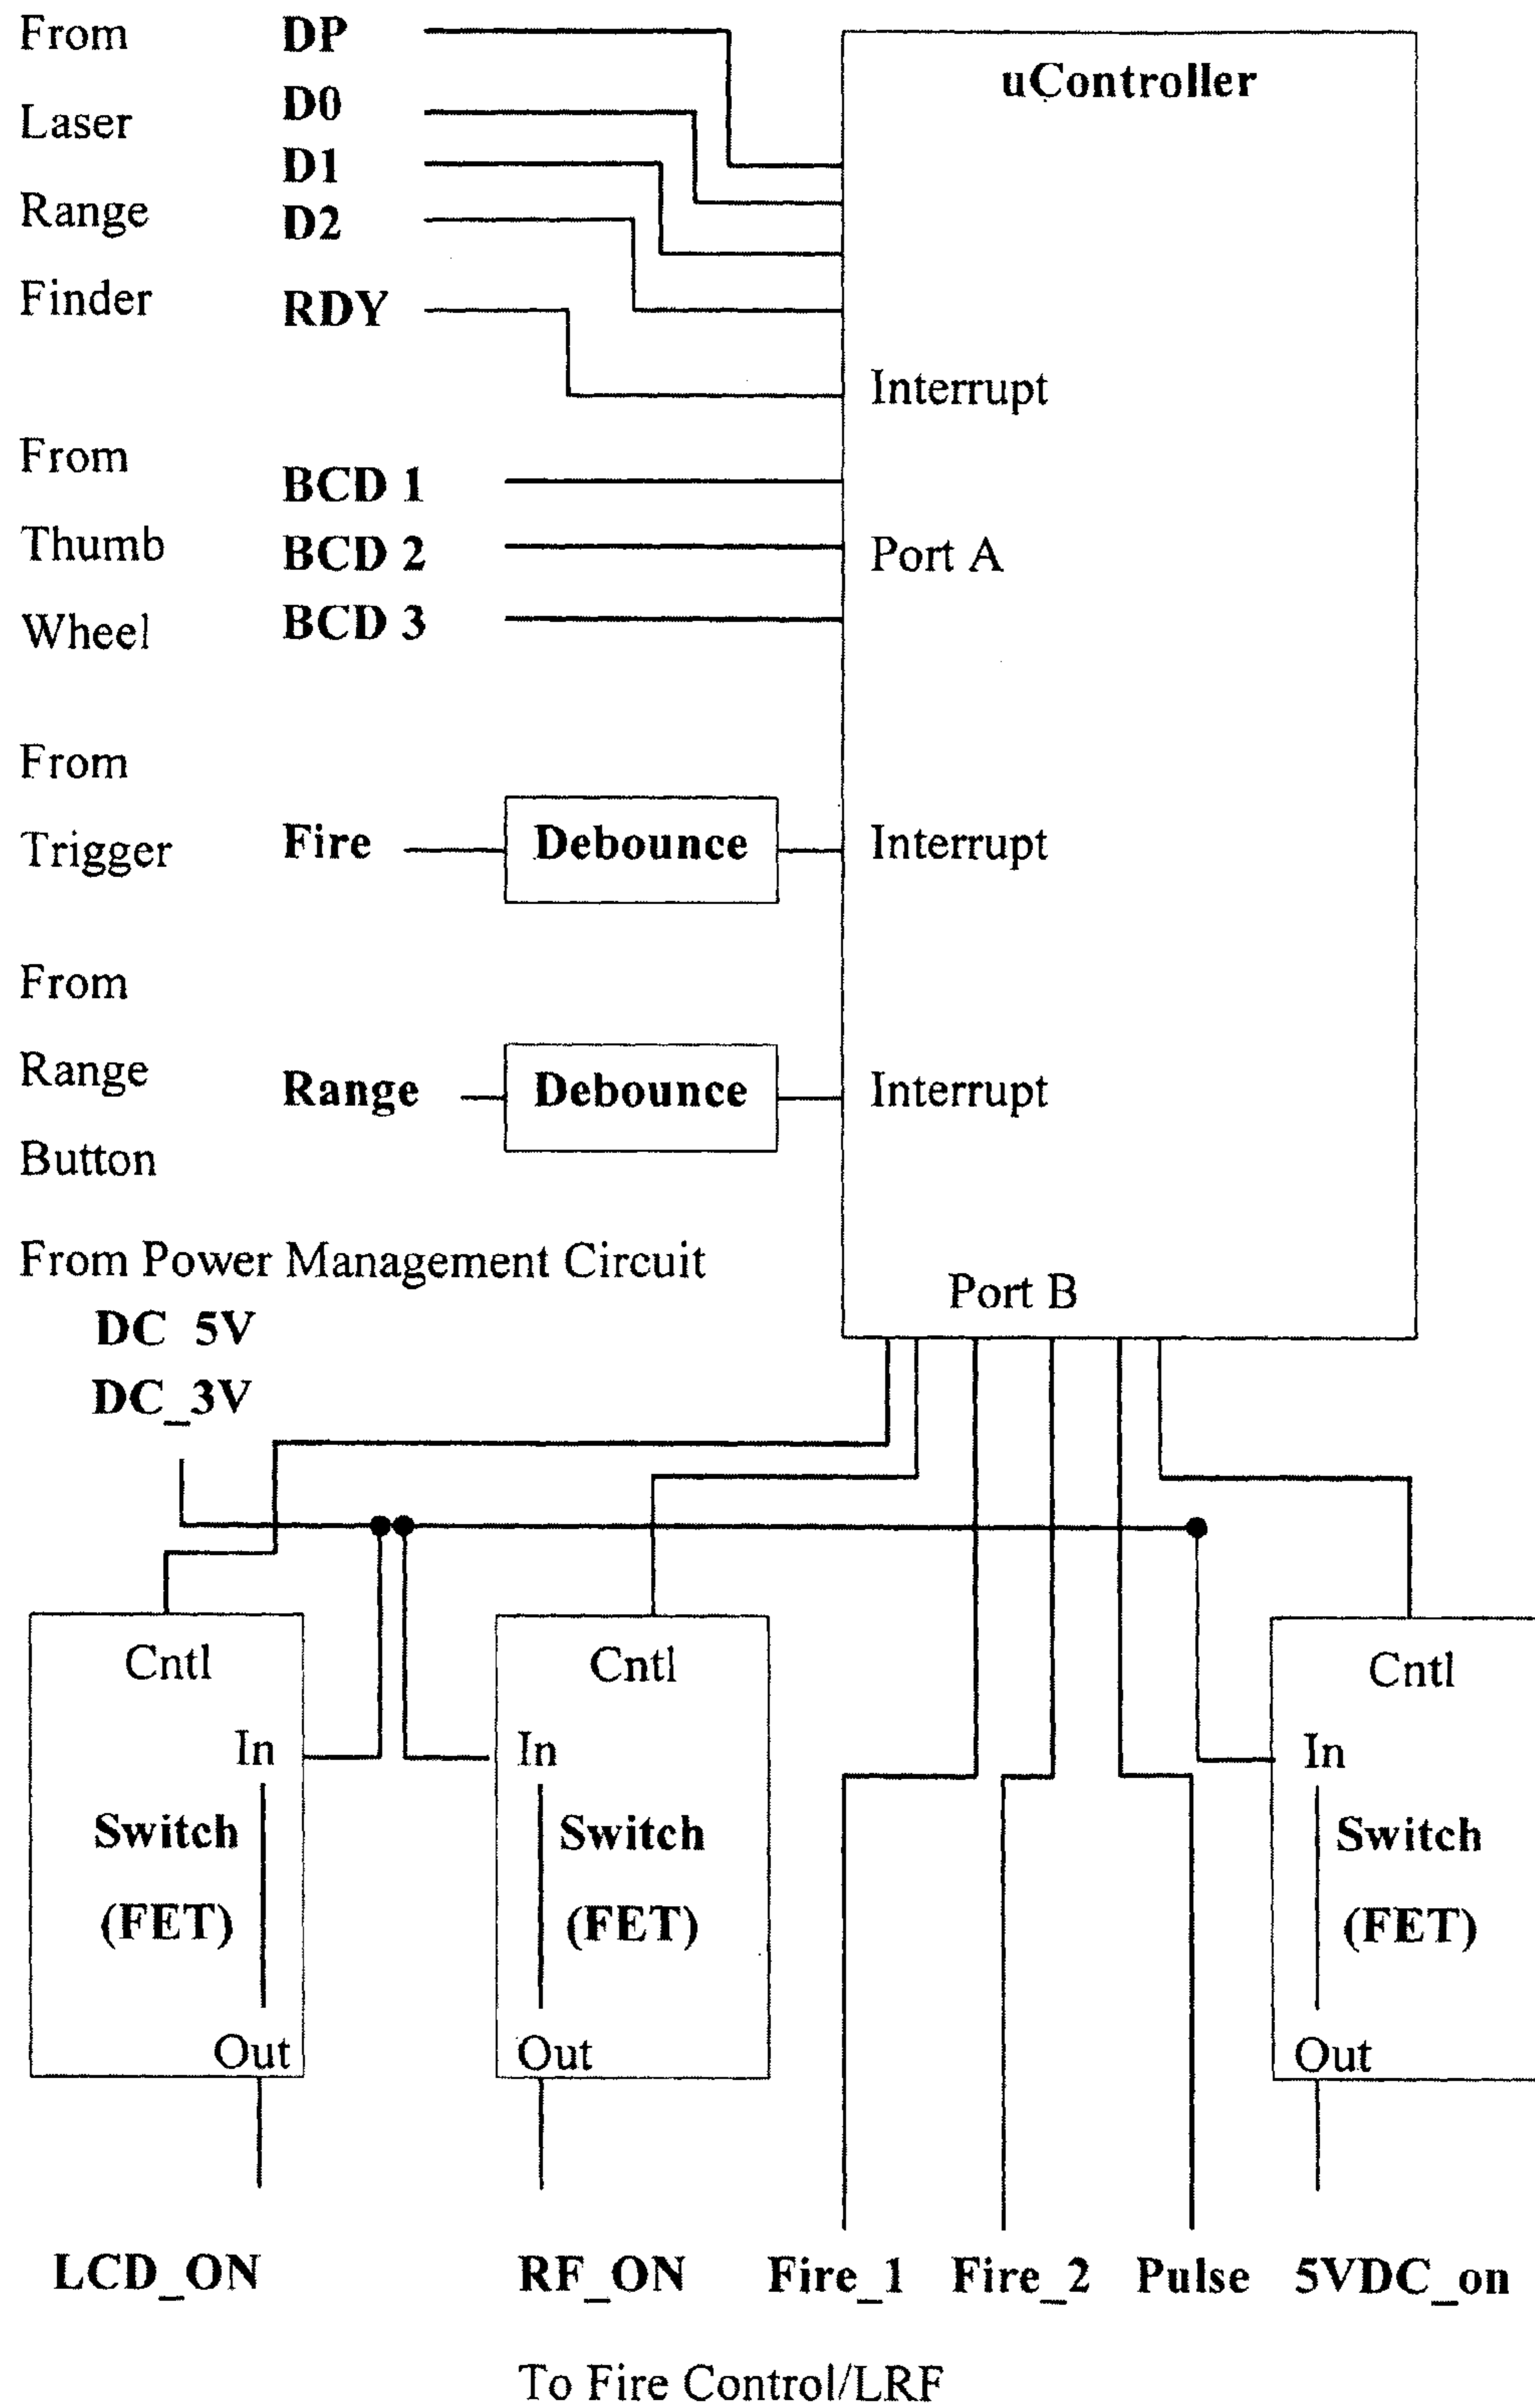 From DP
uController
Laser D0
D1
Range D2
Finder RDY
Interrupt
From
BCD 1
Thumb BCD 2 Port A
Wheel BCD 3
From
Trigger Fire Debounce Interrupt
From
Range Range Debounce Interrupt
Button
From Power Management Circuit
Port B
DC 5V
DC_3V
Cntl Cntl Cntl
In In In
Switch Switch Switch
(FET) (FET) (FET)
Out Out Out
LCD_ON RF_ON Fire_1 Fire_2 Pulse 5VDC_on
To Fire Control/LRF